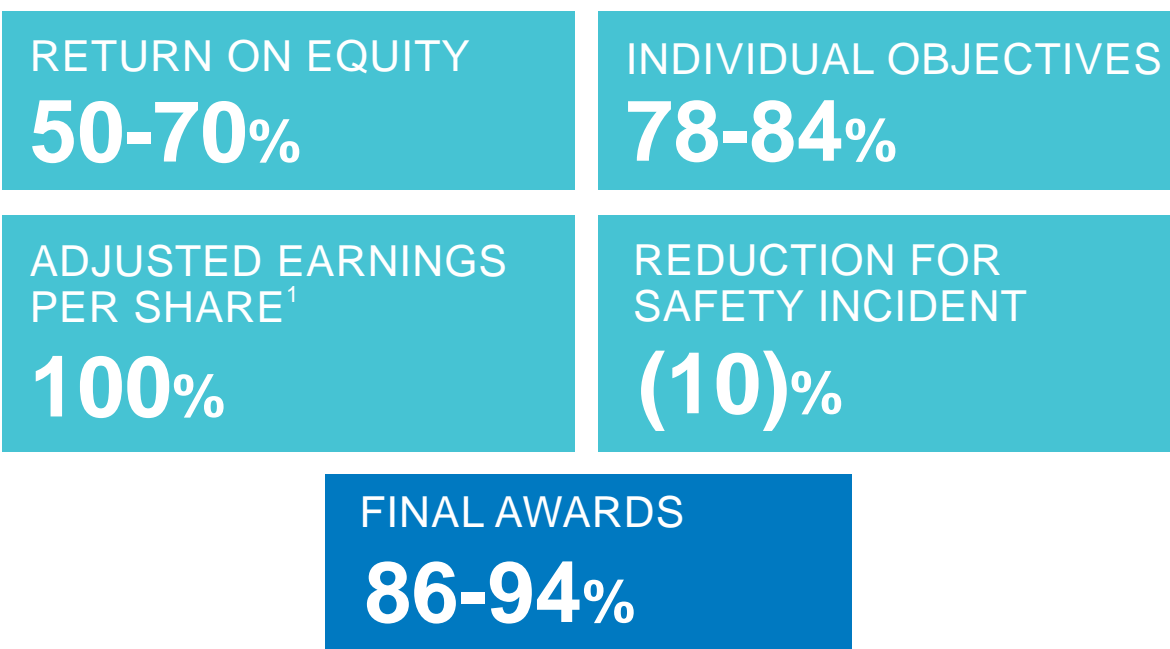 RETURN ON EQUITY
50-70%
INDIVIDUAL OBJECTIVES
78-84%
ADJUSTED EARNINGS
PER SHARE¹
100%
REDUCTION FOR
SAFETY INCIDENT
(10)%
FINAL AWARDS
86-94%